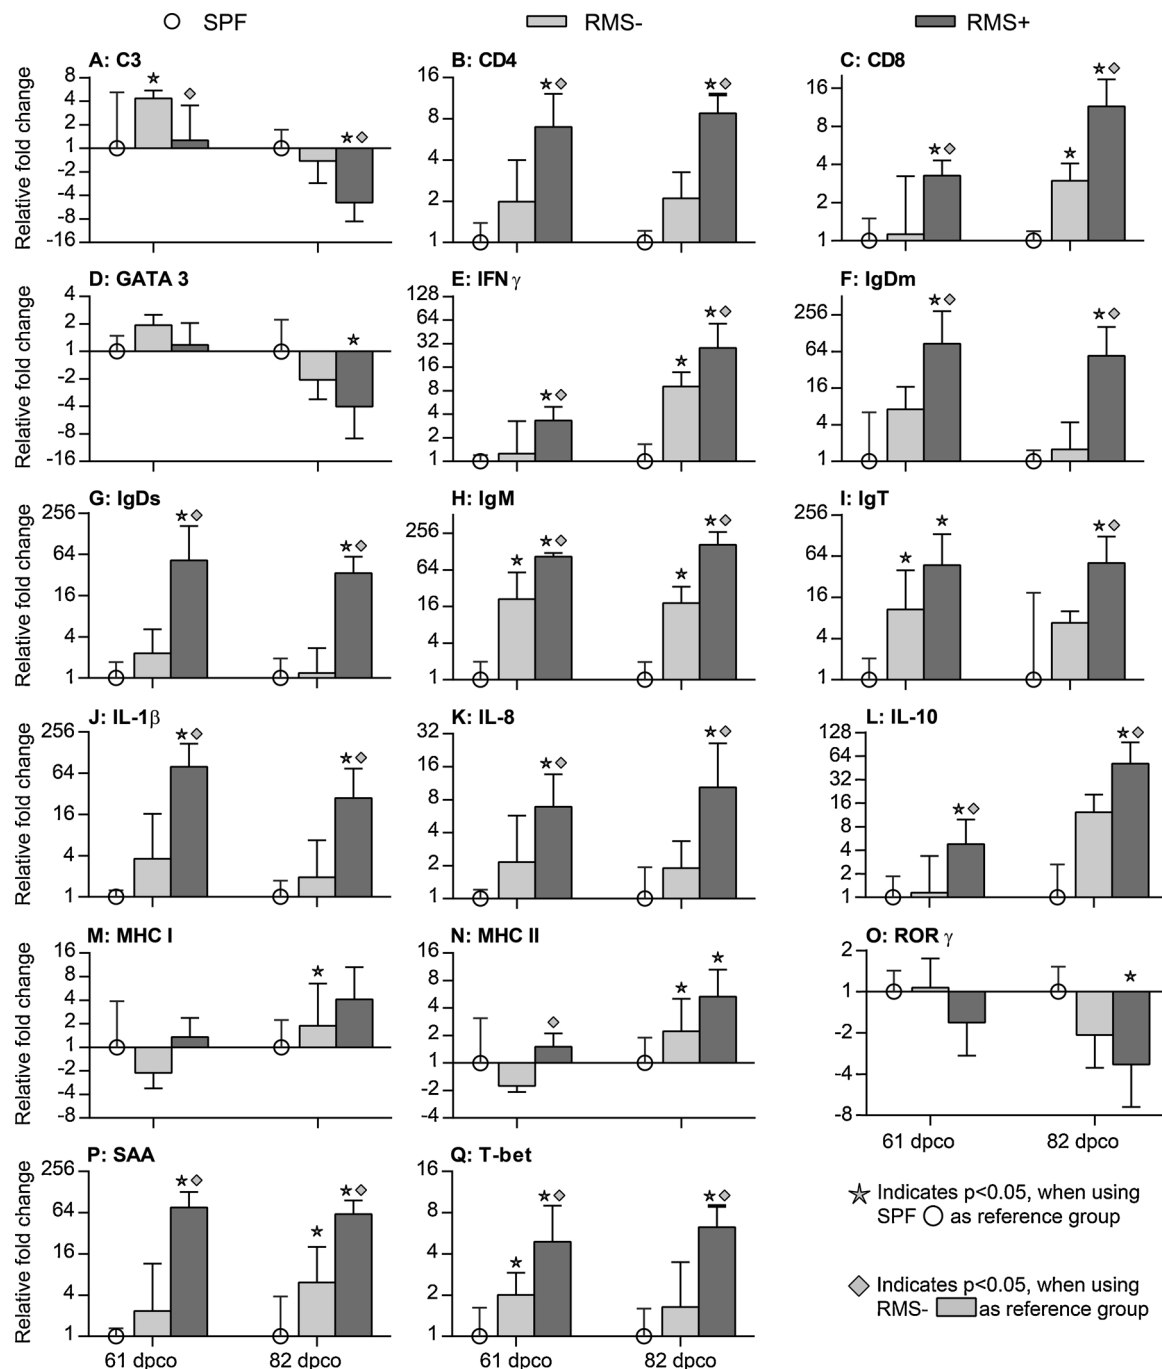 SPF RMS- RMS+
A: C3 B: CD4 C: CD8
Relative fold change
8 4 2 1 -2 -4 -8 -16
16 8 4 2 1
16 8 4 2 1
D: GATA 3 E: IFN γ F: IgDm
Relative fold change
4 2 1 -2 -4 -8 -16
128 64 32 16 8 4 2 1
256 64 16 4 1
G: IgDs H: IgM I: IgT
Relative fold change
256 64 16 4 1
256 64 16 4 1
256 64 16 4 1
J: IL-1β K: IL-8 L: IL-10
Relative fold change
256 64 16 4 1
32 16 8 4 2 1
128 64 32 16 8 4 2 1
M: MHC I N: MHC II O: ROR γ
Relative fold change
16 8 4 2 1 -2 -4 -8
16 8 4 2 1 -2 -4
2 1 -2 -4 -8
61 dpco 82 dpco
P: SAA Q: T-bet
Relative fold change
256 64 16 4 1
16 8 4 2 1
61 dpco 82 dpco 61 dpco 82 dpco
Indicates p<0.05, when using
SPF as reference group
Indicates p<0.05, when using
RMS- as reference group